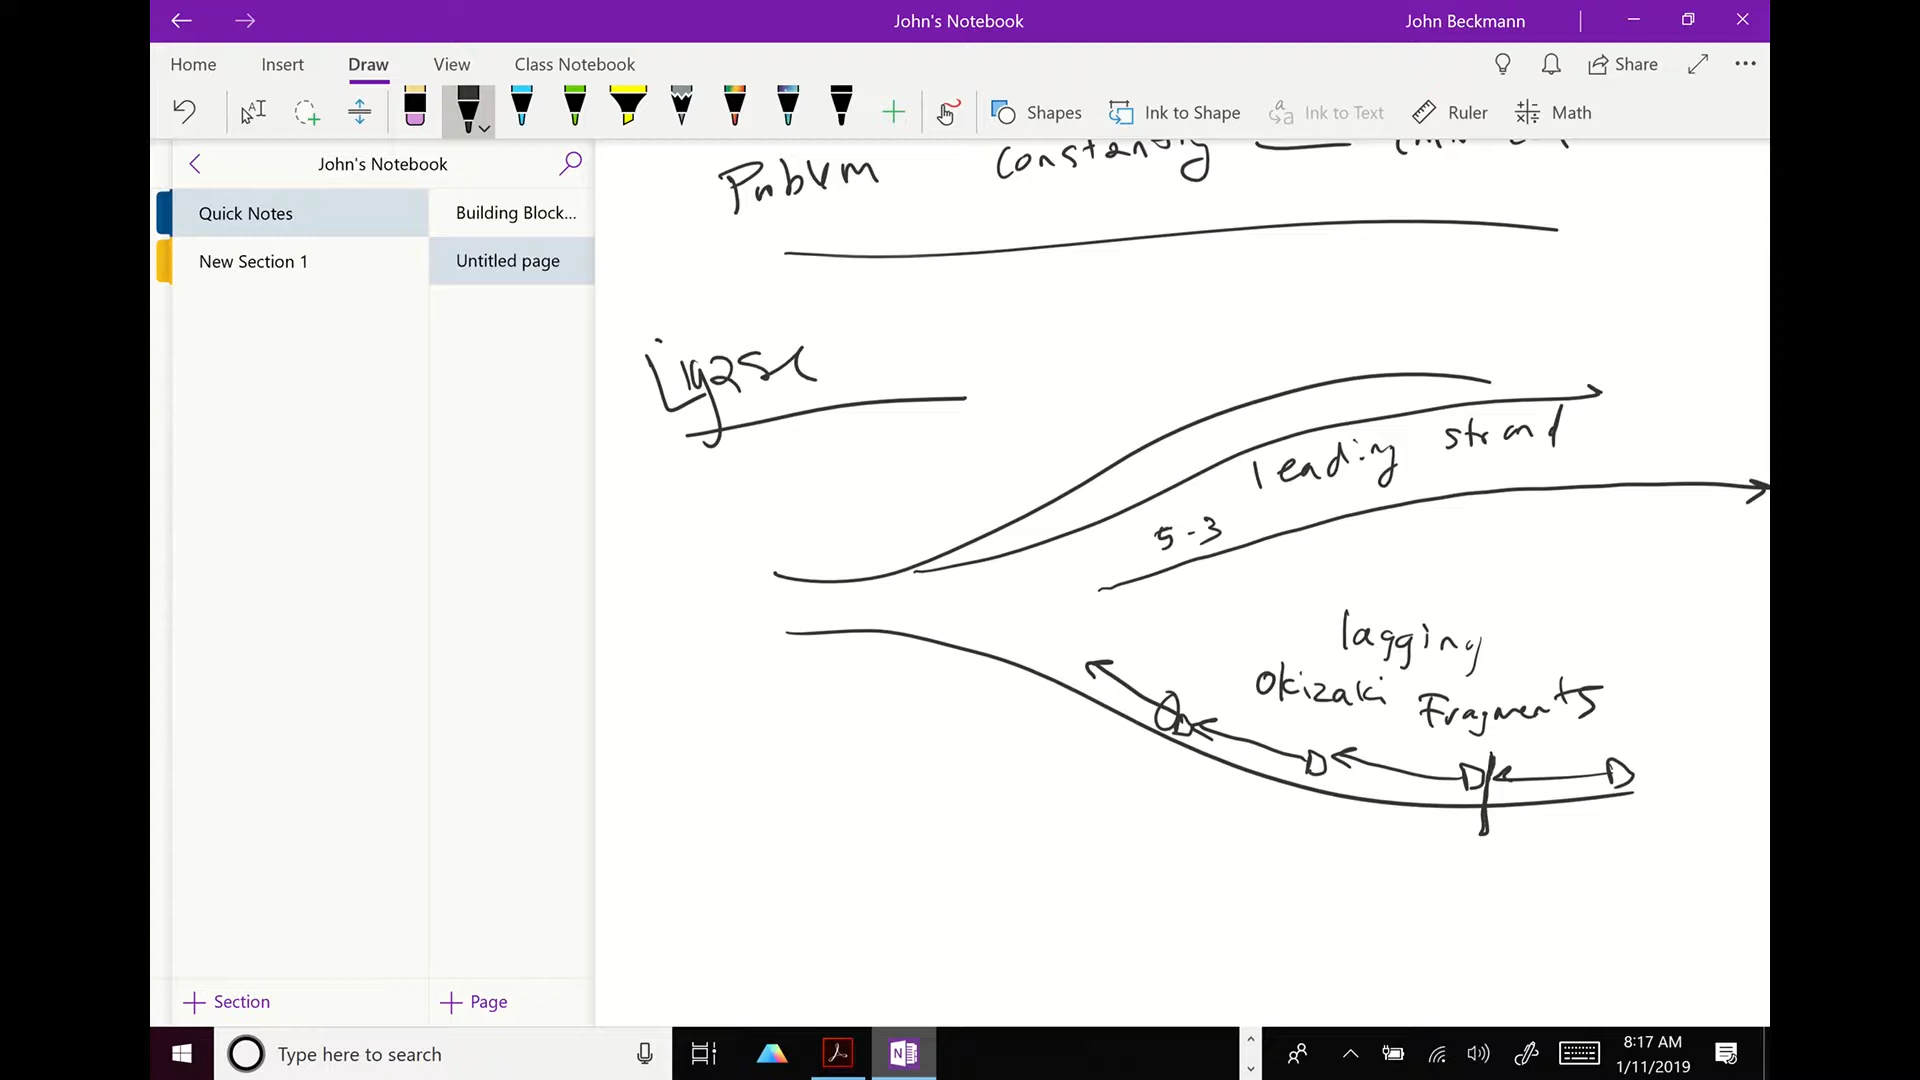 John's Notebook
John Beckmann
Home Insert Draw View Class Notebook
Share
Shapes Ink to Shape Ink to Text Ruler Math
John's Notebook
Quick Notes
New Section 1
Building Block...
Untitled page
Problem Constantly
Ligase
leading strand
5-3
lagging
Okizaki Fragments
Section
Page
Type here to search
8:17 AM
1/11/2019